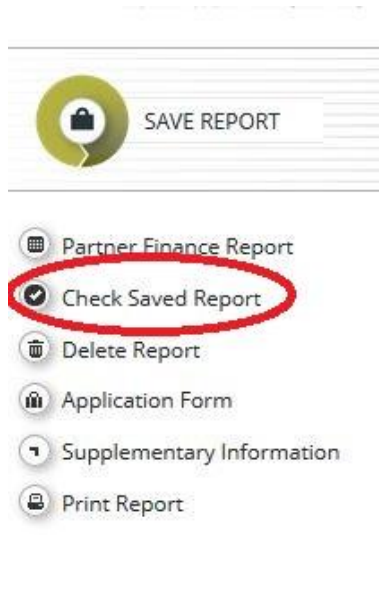 SAVE REPORT
Partner Finance Report
Check Saved Report
Delete Report
Application Form
Supplementary Information
Print Report